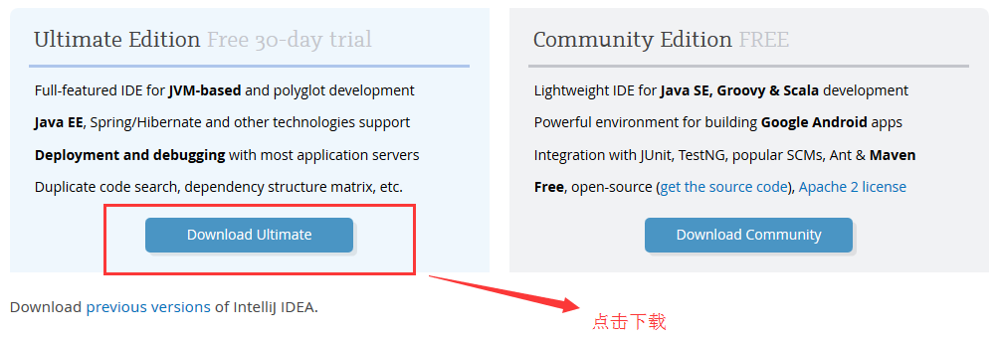 Ultimate Edition Free 30-day trial
Full-featured IDE for JVM-based and polyglot development
Java EE, Spring/Hibernate and other technologies support
Deployment and debugging with most application servers
Duplicate code search, dependency structure matrix, etc.
Download Ultimate
Community Edition FREE
Lightweight IDE for Java SE, Groovy & Scala development
Powerful environment for building Google Android apps
Integration with JUnit, TestNG, popular SCMs, Ant & Maven
Free, open-source (get the source code), Apache 2 license
Download Community
Download previous versions of IntelliJ IDEA.
点击下载